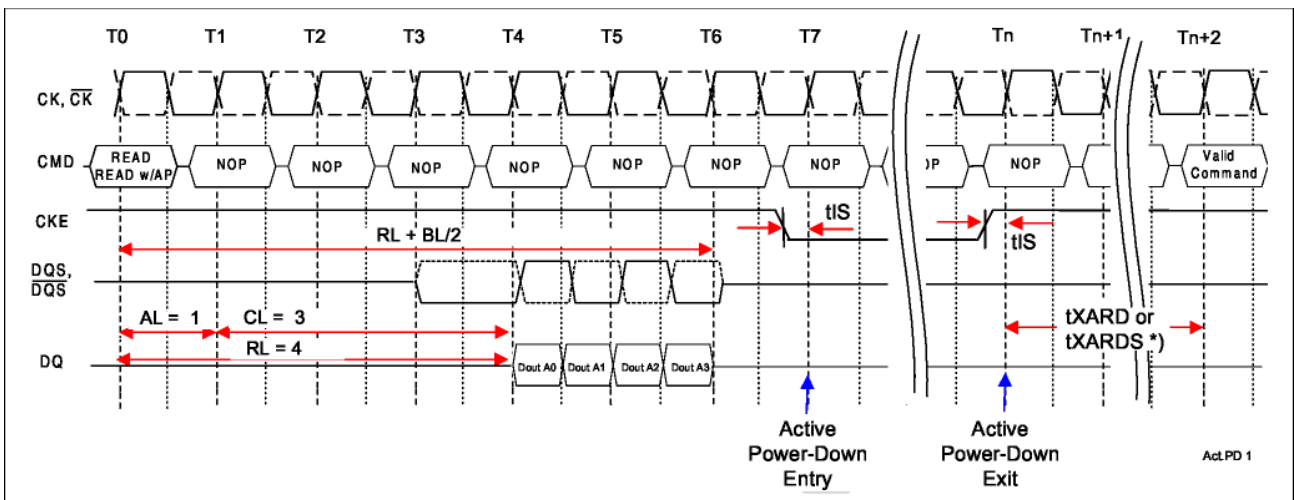 T0 T1 T2 T3 T4 T5 T6 T7 Tn Tn+1 Tn+2
CK, CK
CMD READ NOP NOP NOP NOP NOP NOP NOP OP NOP Valid
READ w/AP Command
CKE
tIS tIS
RL + BL/2
DQS,
DQS
AL = 1 CL = 3
tXARD or
tXARDS *)
RL = 4
DQ Dout A0 Dout A1 Dout A2 Dout A3
Active Active
Power-Down Power-Down
Entry Exit
Act.PD 1